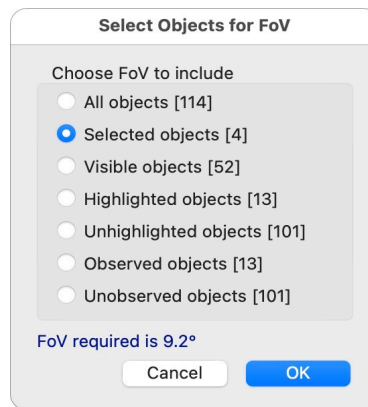 Select Objects for FoV
Choose FoV to include
All objects [114]
Selected objects [4]
Visible objects [52]
Highlighted objects [13]
Unhighlighted objects [101]
Observed objects [13]
Unobserved objects [101]
FoV required is 9.2°
Cancel OK